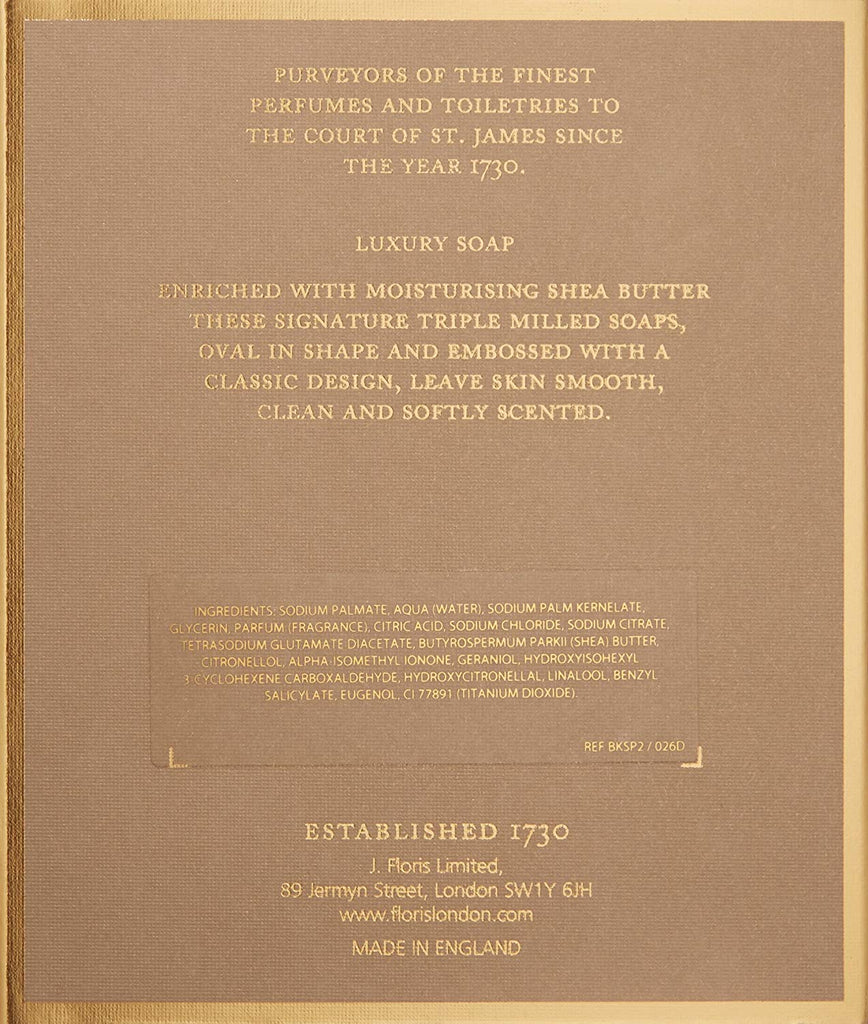 PURVEYORS OF THE FINEST
PERFUMES AND TOILETRIES TO
THE COURT OF ST. JAMES SINCE
THE YEAR 1730.
LUXURY SOAP
ENRICHED WITH MOISTURISING SHEA BUTTER
THESE SIGNATURE TRIPLE MILLED SOAPS,
OVAL IN SHAPE AND EMBOSSED WITH A
CLASSIC DESIGN, LEAVE SKIN SMOOTH,
CLEAN AND SOFTLY SCENTED.
INGREDIENTS: SODIUM PALMATE, AQUA (WATER), SODIUM PALM KERNELATE,
GLYCERIN, PARFUM (FRAGRANCE), CITRIC ACID, SODIUM CHLORIDE, SODIUM CITRATE,
TETRASODIUM GLUTAMATE DIACETATE, BUTYROSPERMUM PARKII (SHEA) BUTTER,
CITRONELLOL, ALPHA-ISOMETHYL IONONE, GERANIOL, HYDROXYISOHEXYL
3-CYCLOHEXENE CARBOXALDEHYDE, HYDROXYCITRONELLAL, LINALOOL, BENZYL
SALICYLATE, EUGENOL, CI 77891 (TITANIUM DIOXIDE).
REF BKSP2 / 026D
ESTABLISHED 1730
J. Floris Limited,
89 Jermyn Street, London SW1Y 6JH
www.florislondon.com
MADE IN ENGLAND